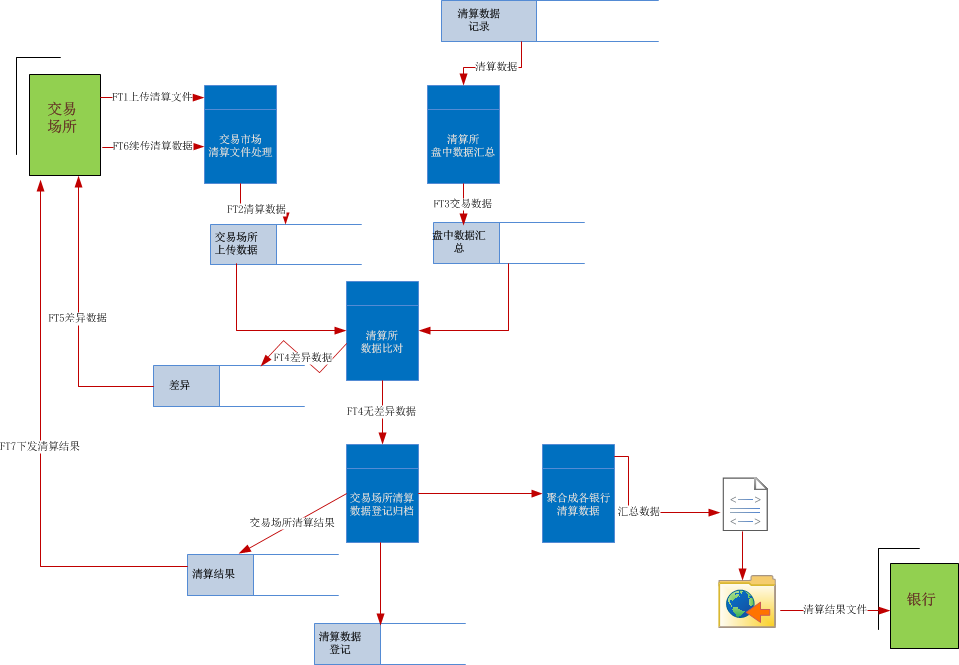 清算数据
记录
清算数据
交易
场所
FT1上传清算文件
FT6续传清算数据
交易市场
清算文件处理
清算所
盘中数据汇总
FT2清算数据
FT3交易数据
交易场所
上传数据
盘中数据汇
总
FT5差异数据
清算所
数据比对
FT4差异数据
差异
FT4无差异数据
FT7下发清算结果
交易场所清算
数据登记归档
聚合成各银行
清算数据
汇总数据
<-->
<-->
交易场所清算结果
清算结果
清算结果文件
银行
清算数据
登记